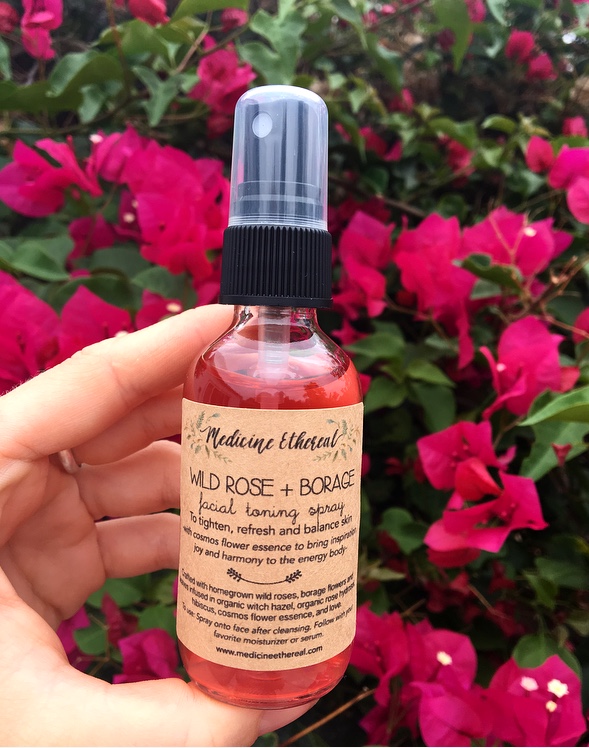 Medicine Ethereal
WILD ROSE + BORAGE
facial toning spray
To tighten, refresh and balance skin
with cosmos flower essence to bring inspiration,
joy and harmony to the energy body.
Crafted with homegrown wild roses, borage flowers and
infused in organic witch hazel, organic rose
hibiscus, cosmos flower essence, and love.
To use: Spray onto face after cleansing. Follow with your
favorite moisturizer or serum.
www.medicineethereal.com